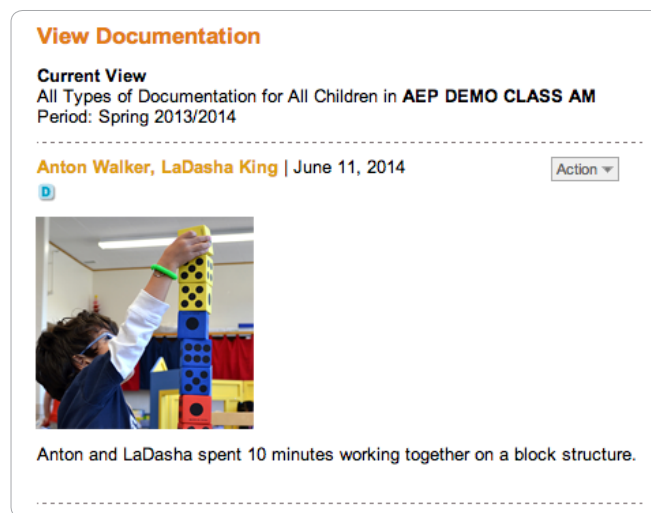 View Documentation
Current View
All Types of Documentation for All Children in AEP DEMO CLASS AM
Period: Spring 2013/2014
Anton Walker, LaDasha King | June 11, 2014
Action
D
Anton and LaDasha spent 10 minutes working together on a block structure.